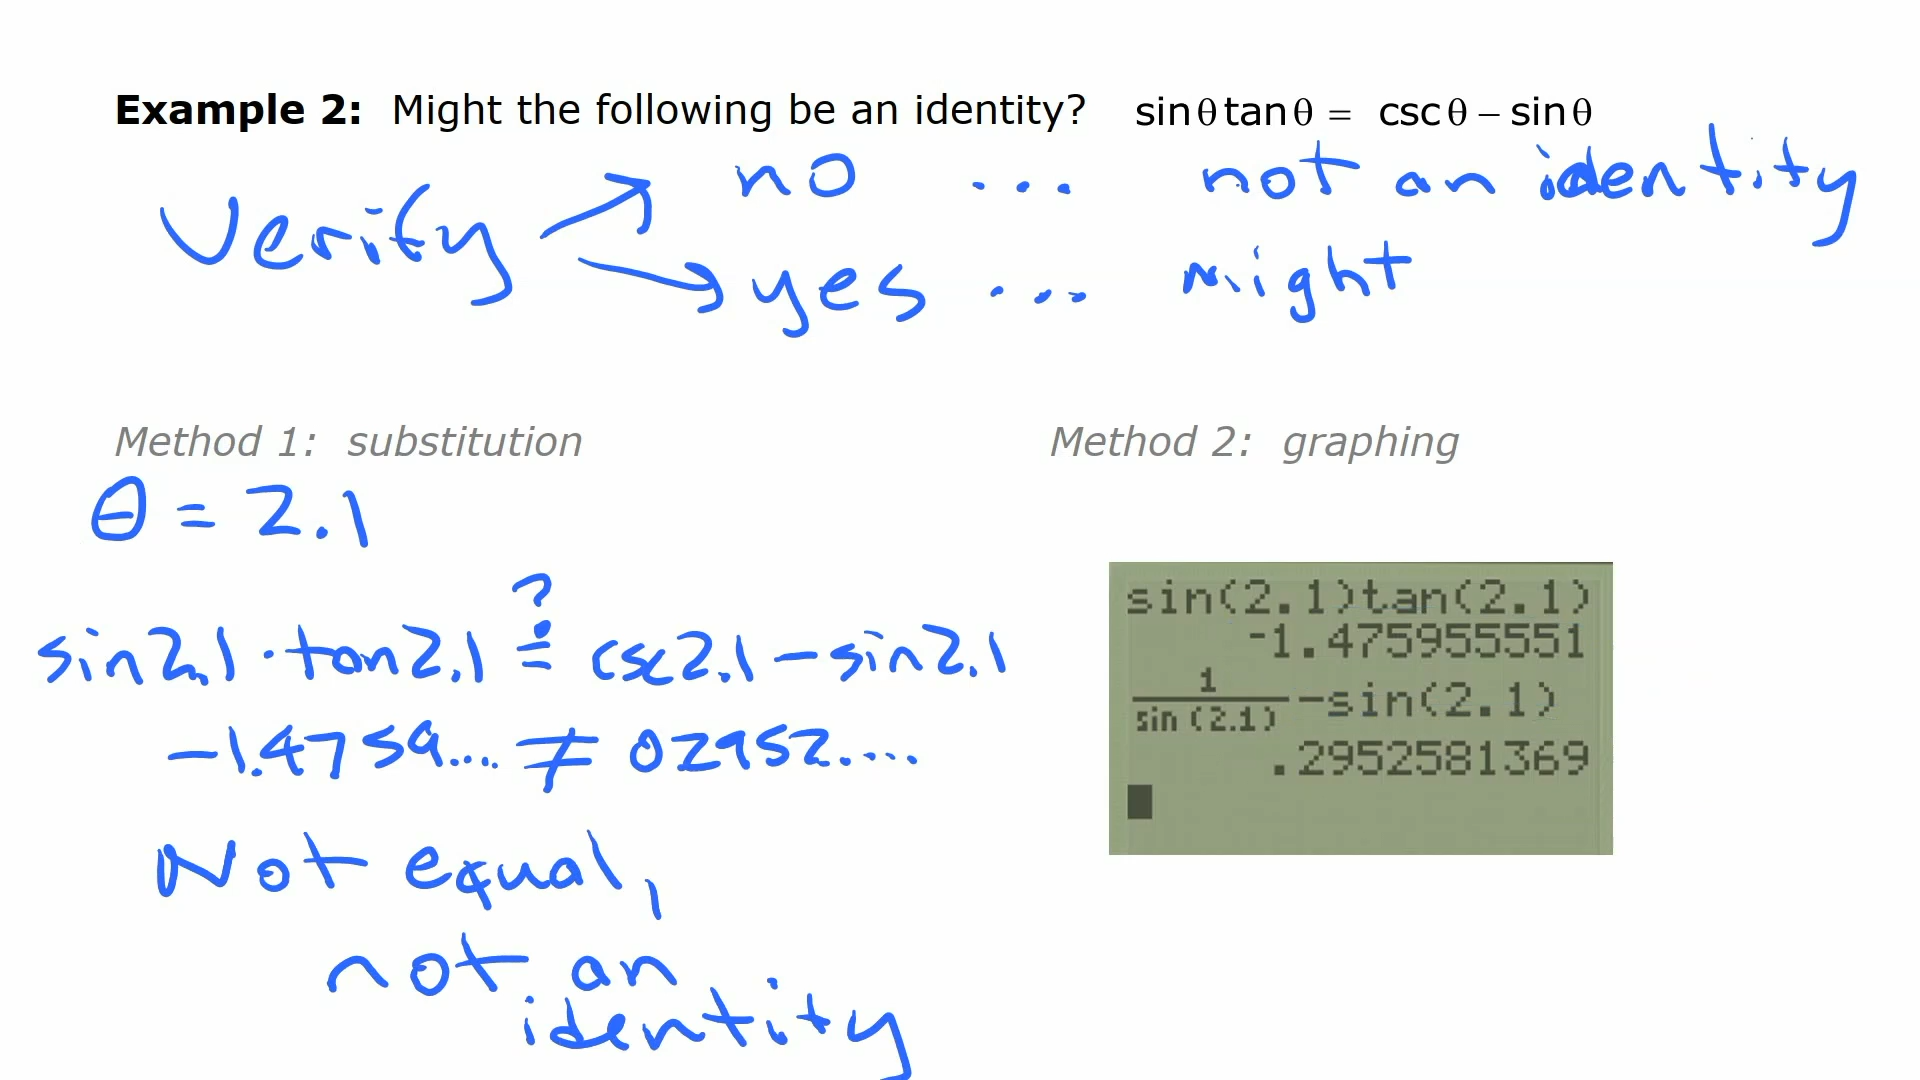 Example 2: Might the following be an identity? sinθtanθ = cscθ – sinθ
Verify
no ... not an identity
yes ... might
Method 1: substitution
θ = 2.1
?
sin2.1 · tan2.1 = csc2.1 – sin2.1
-1.4759... ≠ 0.2952....
Not equal,
not an
identity
Method 2: graphing
sin(2.1)tan(2.1)
-1.475955551
1
sin(2.1) -sin(2.1)
.2952581369